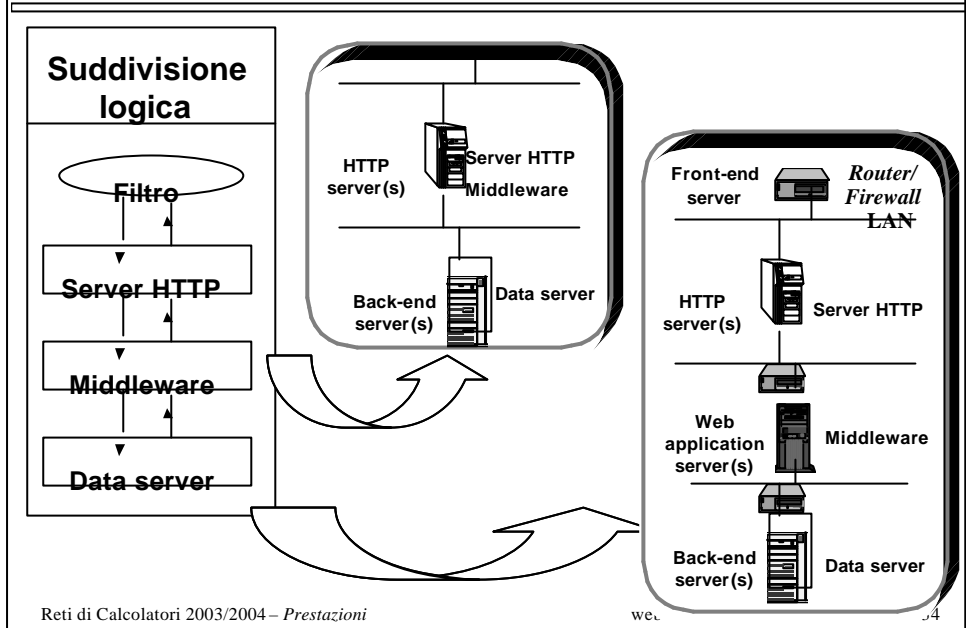 Suddivisione
logica
Filtro
Server HTTP
Middleware
Data server
HTTP
server(s)
Server HTTP
Middleware
Back-end
server(s)
Data server
Front-end
server
Router/
Firewall
LAN
HTTP
server(s)
Server HTTP
Web
application
server(s)
Middleware
Back-end
server(s)
Data server
Reti di Calcolatori 2003/2004 – Prestazioni